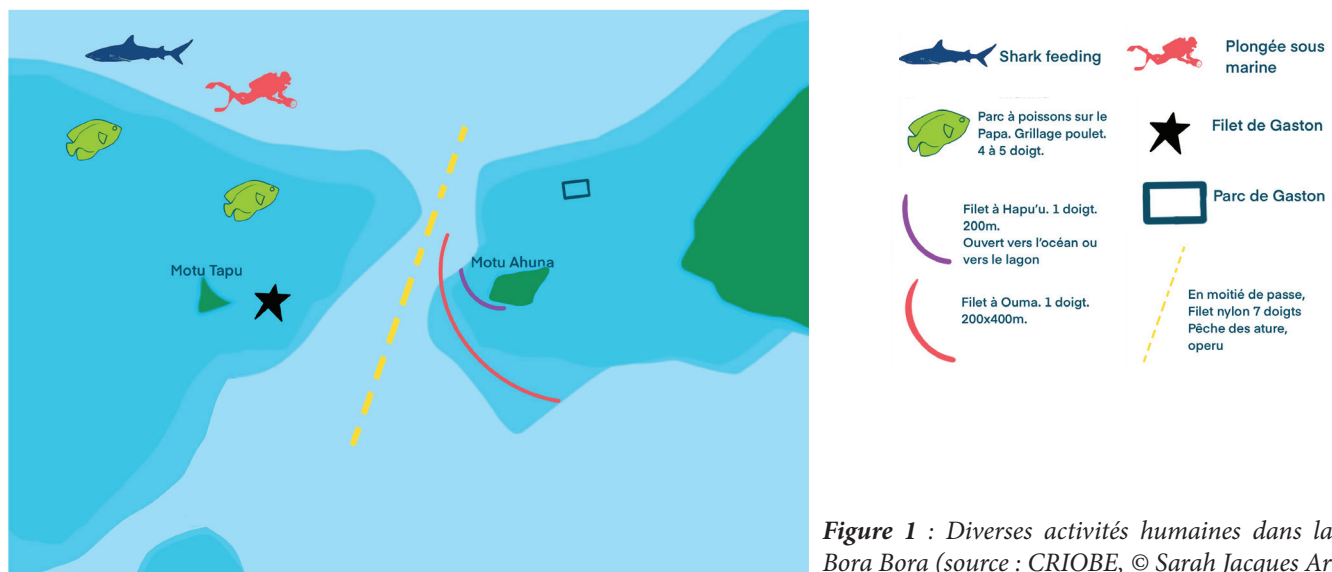 Motu Tapu
Motu Ahuna
Shark feeding
Plongée sous
marine
Parc à poissons sur le
Papa. Grillage poulet.
4 à 5 doigt.
Filet de Gaston
Filet à Hapu'u. 1 doigt.
200m.
Ouvert vers l'océan ou
vers le lagon
Parc de Gaston
Filet à Ouma. 1 doigt.
200x400m.
En moitié de passe,
Filet nylon 7 doigts
Pêche des ature,
operu
Figure 1 : Diverses activités humaines dans la
Bora Bora (source : CRIOBE, © Sarah Jacques Ar